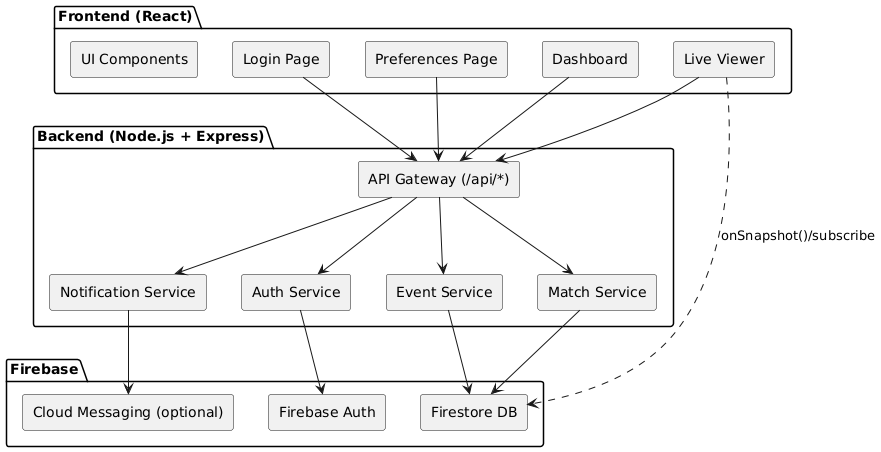 Frontend (React)
UI Components
Login Page
Preferences Page
Dashboard
Live Viewer
Backend (Node.js + Express)
API Gateway (/api/*)
onSnapshot()/subscribe
Notification Service
Auth Service
Event Service
Match Service
Firebase
Cloud Messaging (optional)
Firebase Auth
Firestore DB